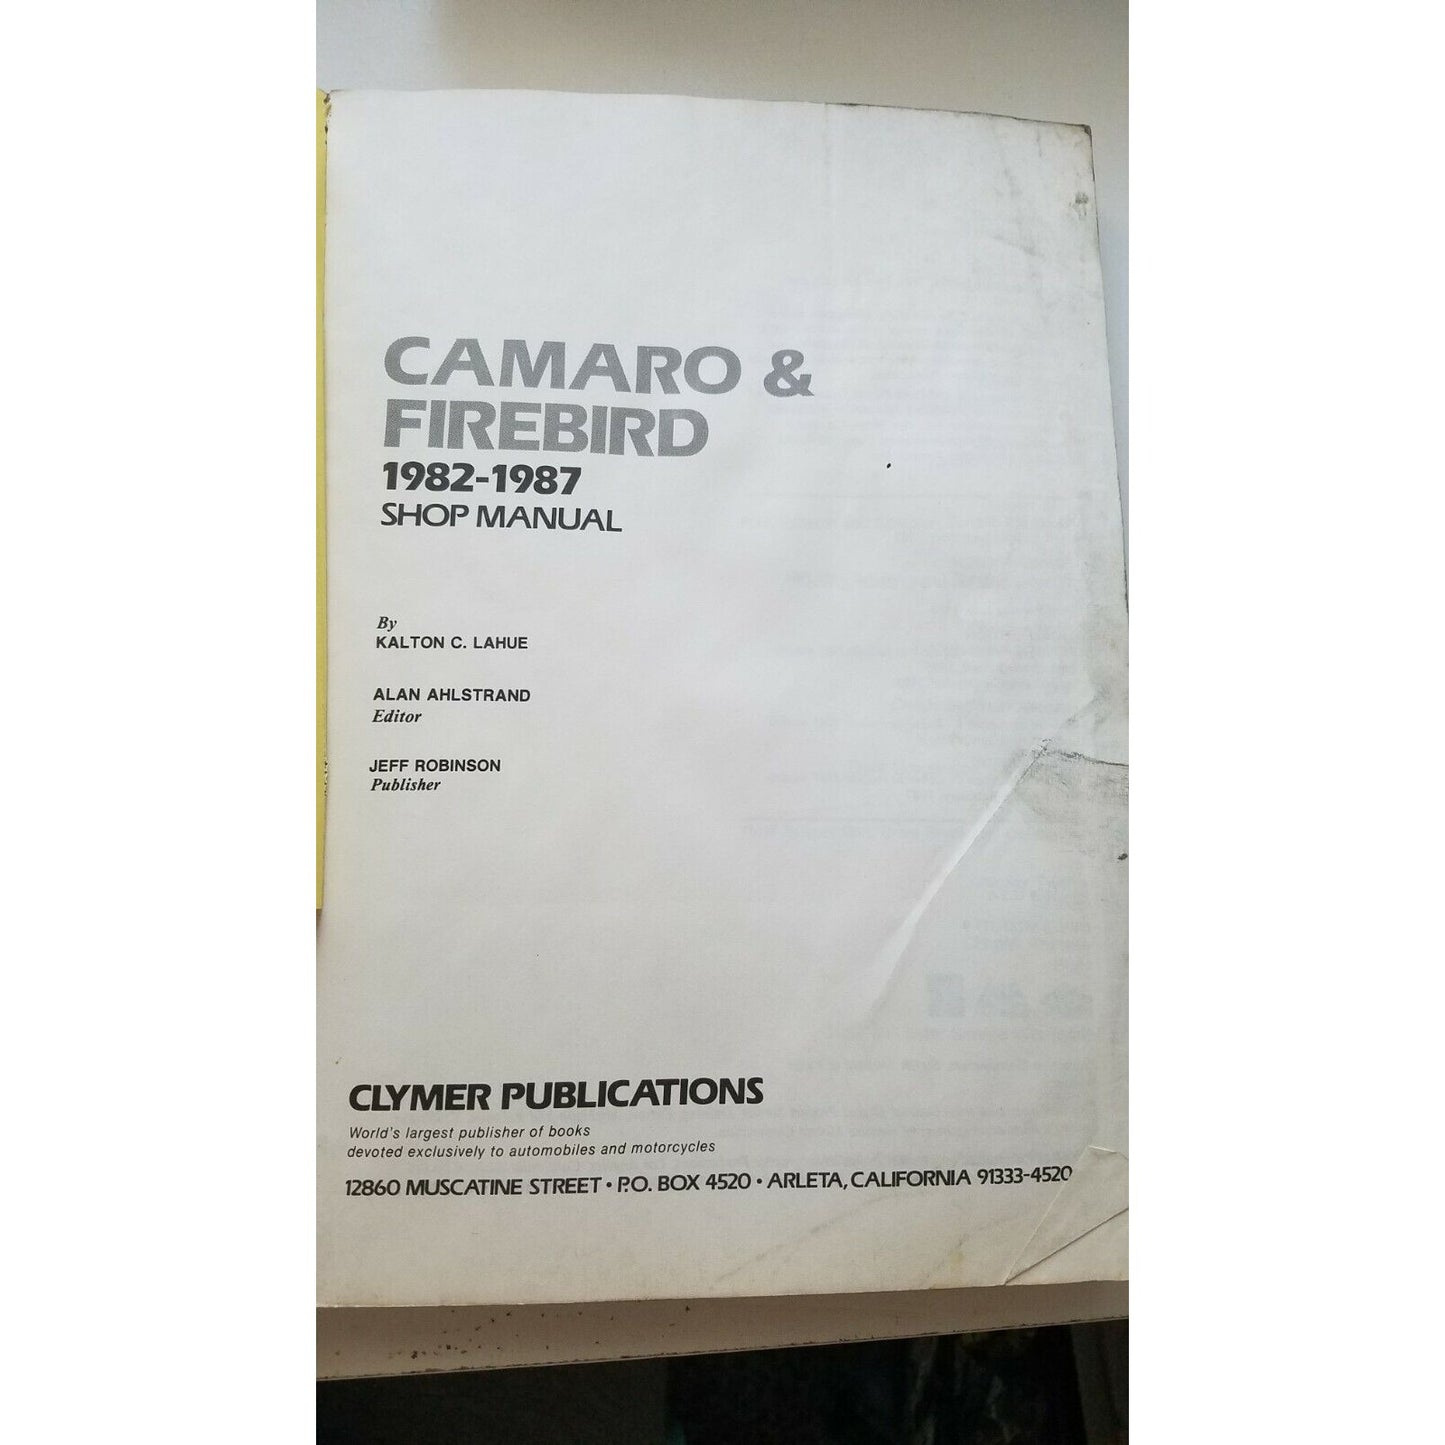 CAMARO &
FIREBIRD
1982-1987
SHOP MANUAL
By
KALTON C. LAHUE
ALAN AHLSTRAND
Editor
JEFF ROBINSON
Publisher
CLYMER PUBLICATIONS
World's largest publisher of books
devoted exclusively to automobiles and motorcycles
12860 MUSCATINE STREET • P.O. BOX 4520 • ARLETA, CALIFORNIA 91333-4520